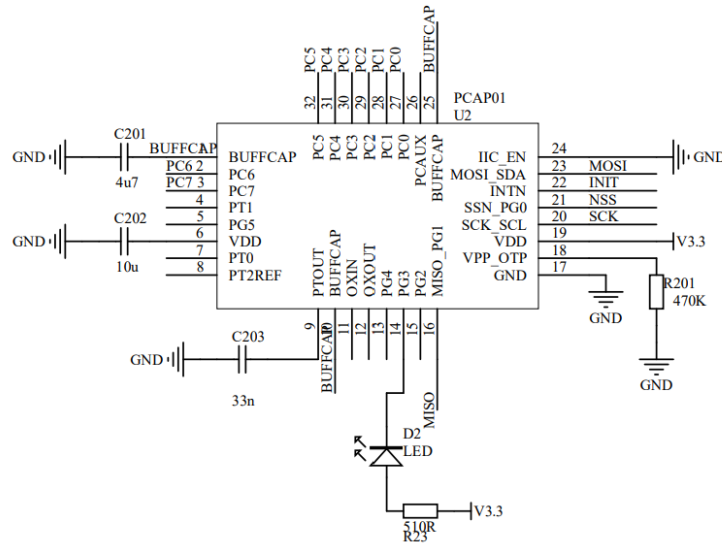 PC5 PC4 PC3 PC2 PC1 PC0 BUFFCAP
32 31 30 29 28 27 26 25
PCAP01
U2
PC5 PC4 PC3 PC2 PC1 PC0 PCAUX BUFFCAP
C201
GND
4u7
BUFFCAP 1 BUFFCAP
PC6 2 PC6
PC7 3 PC7
4 PT1
5 PG5
C202
GND
10u
6 VDD
7 PT0
8 PT2REF
IIC_EN 24 GND
MOSI_SDA 23 MOSI
INTN 22 INIT
SSN_PG0 21 NSS
SCK_SCL 20 SCK
VDD 19 V3.3
VPP_OTP 18
GND 17
GND
R201
470K
GND
PTOUT BUFFCAP OXIN OXOUT PG4 PG3 PG2 MISO_PG1
9 10 11 12 13 14 15 16
BUFFCAP
MISO
C203
GND
33n
D2
LED
V3.3
510R
R23